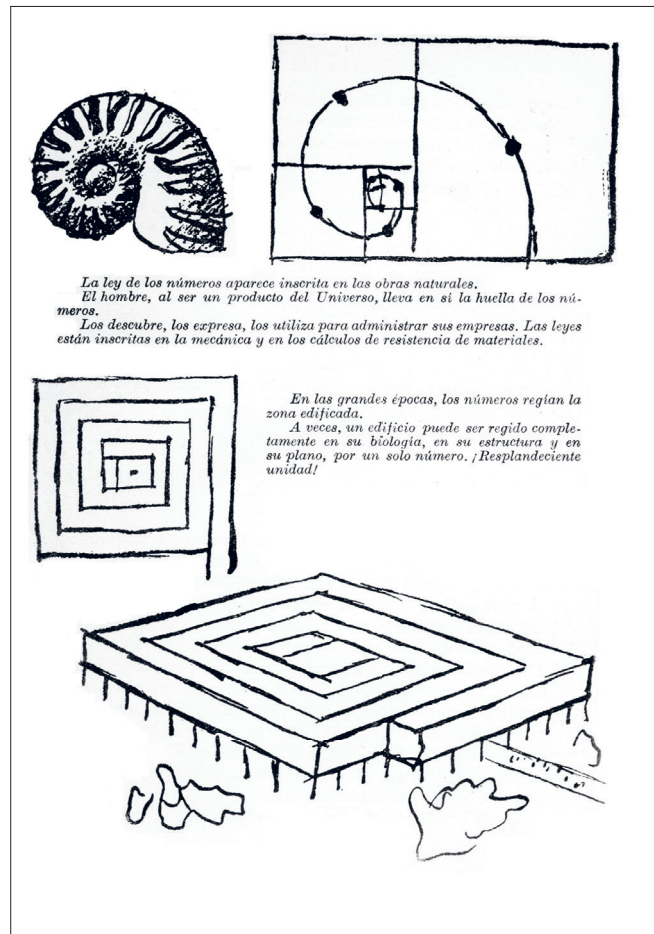 La ley de los números aparece inscrita en las obras naturales.
El hombre, al ser un producto del Universo, lleva en sí la huella de los nú-
meros.
Los descubre, los expresa, los utiliza para administrar sus empresas. Las leyes
están inscritas en la mecánica y en los cálculos de resistencia de materiales.
En las grandes épocas, los números regían la
zona edificada.
A veces, un edificio puede ser regido comple-
tamente en su biología, en su estructura y en
su plano, por un solo número. ¡Resplandeciente
unidad!